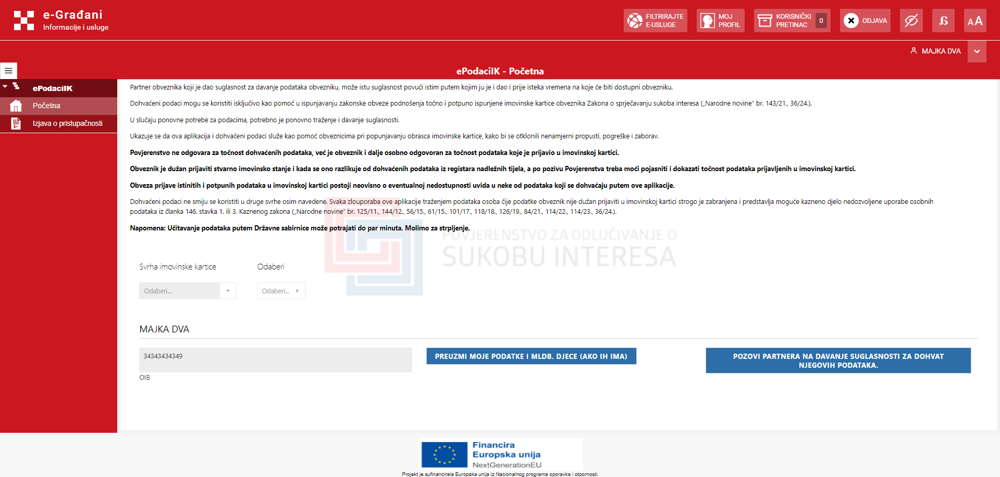 e-Građani
Informacije i usluge
FILTRIRAJTE
E-USLUGE
MOJ
PROFIL
KORISNIČKI
PRETINAC
0
ODJAVA
AA
MAJKA DVA
ePodaciIK - Početna
ePodaciIK
Početna
Izjava o pristupačnosti
Partner obveznika koji je dao suglasnost za davanje podataka obvezniku, može istu suglasnost povući istim putem kojim ju je i dao i prije isteka vremena na koje će biti dostupni obvezniku.
Dohvaćeni podaci mogu se koristiti isključivo kao pomoć u ispunjavanju zakonske obveze podnošenja točno i potpuno ispunjene imovinske kartice obveznika Zakona o sprječavanju sukoba interesa („Narodne novine“ br. 143/21., 36/24.).
U slučaju ponovne potrebe za podacima, potrebno je ponovno traženje i davanje suglasnosti.
Ukazuje se da ova aplikacija i dohvaćeni podaci služe kao pomoć obveznicima pri popunjavanju obrasca imovinske kartice, kako bi se otklonili nenamjerni propusti, pogreške i zaborav.
Povjerenstvo ne odgovara za točnost dohvaćenih podataka, već je obveznik i dalje osobno odgovoran za točnost podataka koje je prijavio u imovinskoj kartici.
Obveznik je dužan prijaviti stvarno imovinsko stanje i kada se ono razlikuje od dohvaćenih podataka iz registara nadležnih tijela, a po pozivu Povjerenstva treba moći pojasniti i dokazati točnost podataka prijavljenih u imovinskoj kartici.
Obveza prijave istinitih i potpunih podataka u imovinskoj kartici postoji neovisno o eventualnoj nedostupnosti uvida u neke od podataka koji se dohvaćaju putem ove aplikacije.
Dohvaćeni podaci ne smiju se koristiti u druge svrhe osim navedene. Svaka zlouporaba ove aplikacije traženjem podataka osoba čije podatke obveznik nije dužan prijaviti u imovinskoj kartici strogo je zabranjena i predstavlja moguće kazneno djelo nedozvoljene uporabe osobnih
podataka iz članka 146. stavka 1. ili 3. Kaznenog zakona („Narodne novine“ br. 125/11., 144/12., 56/15., 61/15., 101/17., 118/18., 126/19., 84/21., 114/22., 114/23., 36/24.).
Napomena: Učitavanje podataka putem Državne sabirnice može potrajati do par minuta. Molimo za strpljenje.
POVJERENSTVO ZA ODLUČIVANJE O
SUKOBU INTERESA
Svrha imovinske kartice
Odaberi
Odaberi...
Odaberi...
MAJKA DVA
34343434349
OIB
PREUZMI MOJE PODATKE I MLDB. DJECE (AKO IH IMA)
POZOVI PARTNERA NA DAVANJE SUGLASNOSTI ZA DOHVAT
NJEGOVIH PODATAKA.
Financira
Europska unija
NextGenerationEU
Projekt je sufinancirala Europska unija iz Nacionalnog programa oporavka i otpornosti.